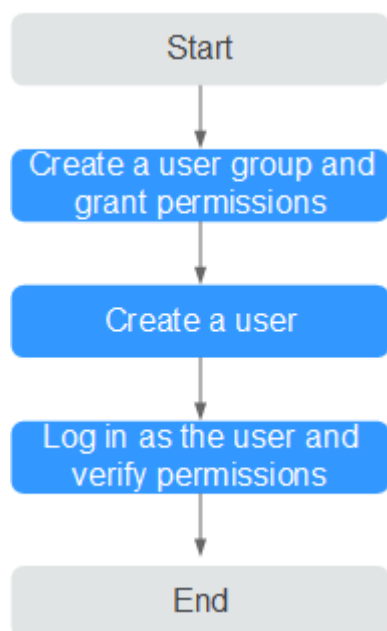 Start
Create a user group and
grant permissions
Create a user
Log in as the user and
verify permissions
End